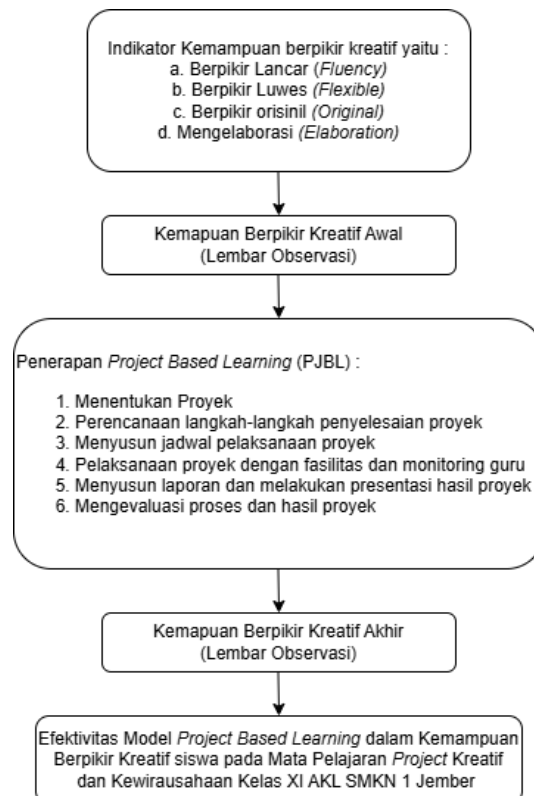 Indikator Kemampuan berpikir kreatif yaitu :
a. Berpikir Lancar (Fluency)
b. Berpikir Luwes (Flexible)
c. Berpikir orisinil (Original)
d. Mengelaborasi (Elaboration)
Kemapuan Berpikir Kreatif Awal
(Lembar Observasi)
Penerapan Project Based Learning (PJBL) :
1. Menentukan Proyek
2. Perencanaan langkah-langkah penyelesaian proyek
3. Menyusun jadwal pelaksanaan proyek
4. Pelaksanaan proyek dengan fasilitas dan monitoring guru
5. Menyusun laporan dan melakukan presentasi hasil proyek
6. Mengevaluasi proses dan hasil proyek
Kemapuan Berpikir Kreatif Akhir
(Lembar Observasi)
Efektivitas Model Project Based Learning dalam Kemampuan
Berpikir Kreatif siswa pada Mata Pelajaran Project Kreatif
dan Kewirausahaan Kelas XI AKL SMKN 1 Jember